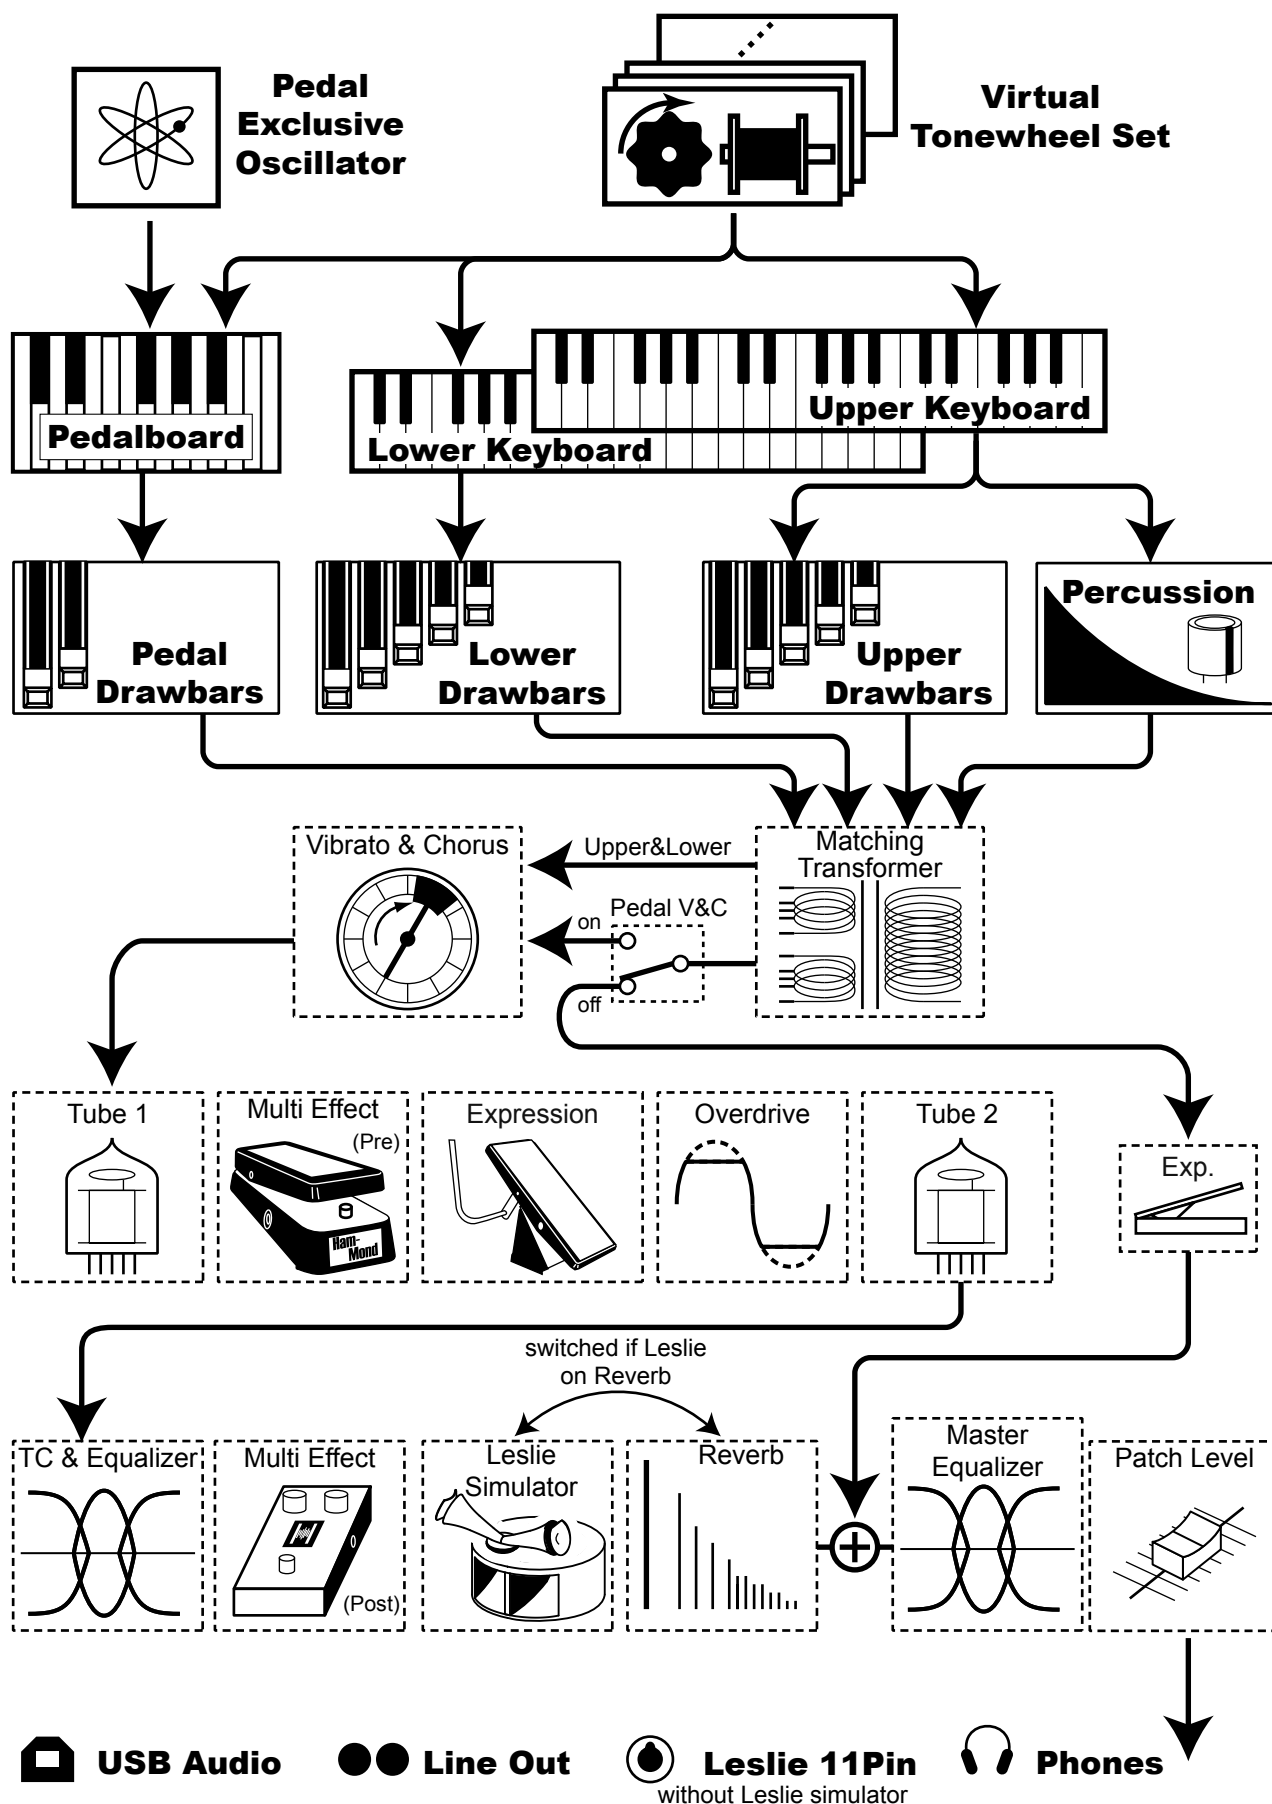 Pedal
Exclusive
Oscillator
Virtual
Tonewheel Set
Pedalboard
Lower Keyboard
Upper Keyboard
Pedal
Drawbars
Lower
Drawbars
Upper
Drawbars
Percussion
Vibrato & Chorus
Upper&Lower
Matching
Transformer
Pedal V&C
on
off
Tube 1
Multi Effect
(Pre)
Ham-
Mond
Expression
Overdrive
Tube 2
Exp.
switched if Leslie
on Reverb
TC & Equalizer
Multi Effect
(Post)
Leslie
Simulator
Reverb
Master
Equalizer
Patch Level
USB Audio
Line Out
Leslie 11Pin
without Leslie simulator
Phones